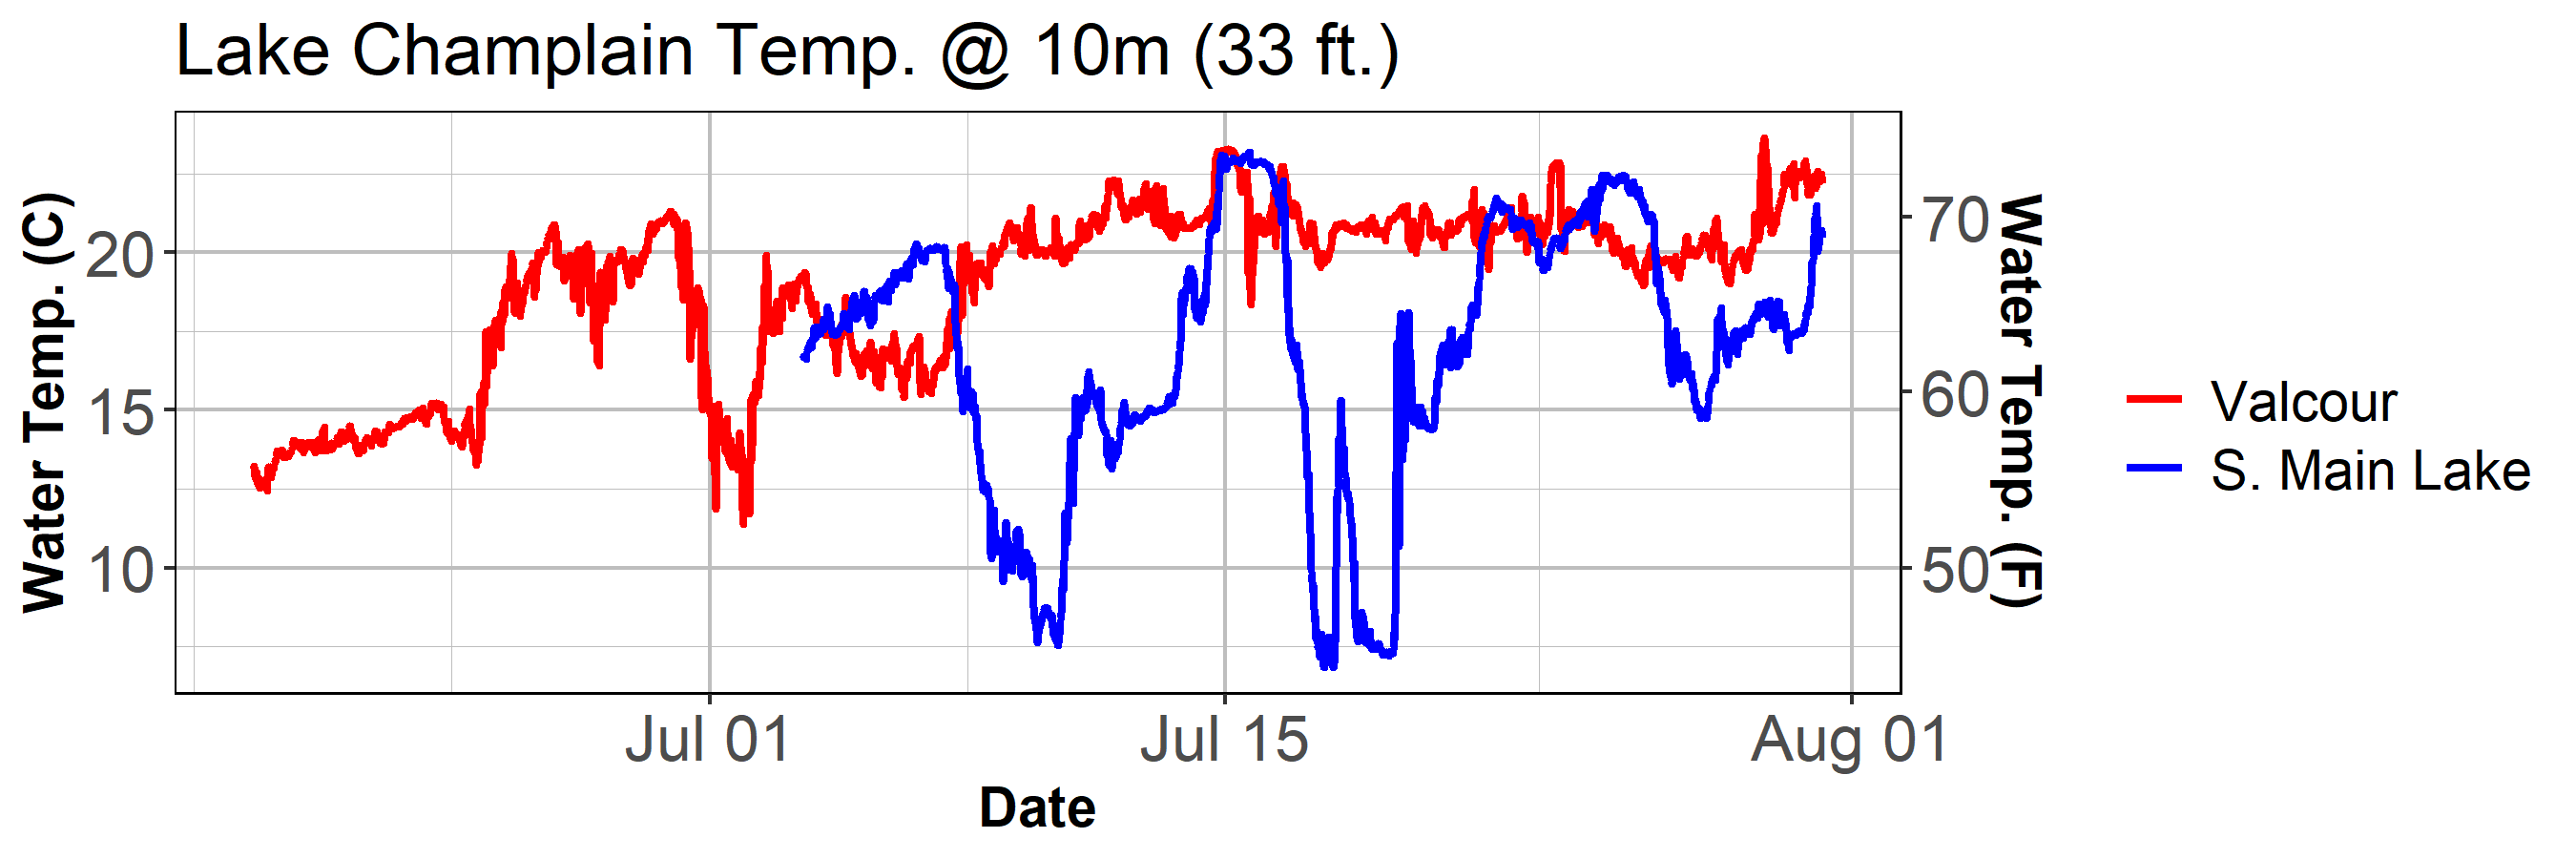 Lake Champlain Temp. @ 10m (33 ft.)
Water Temp. (C)
20
15
10
70
60
50
Water Temp. (F)
Jul 01
Jul 15
Aug 01
Date
Valcour
S. Main Lake